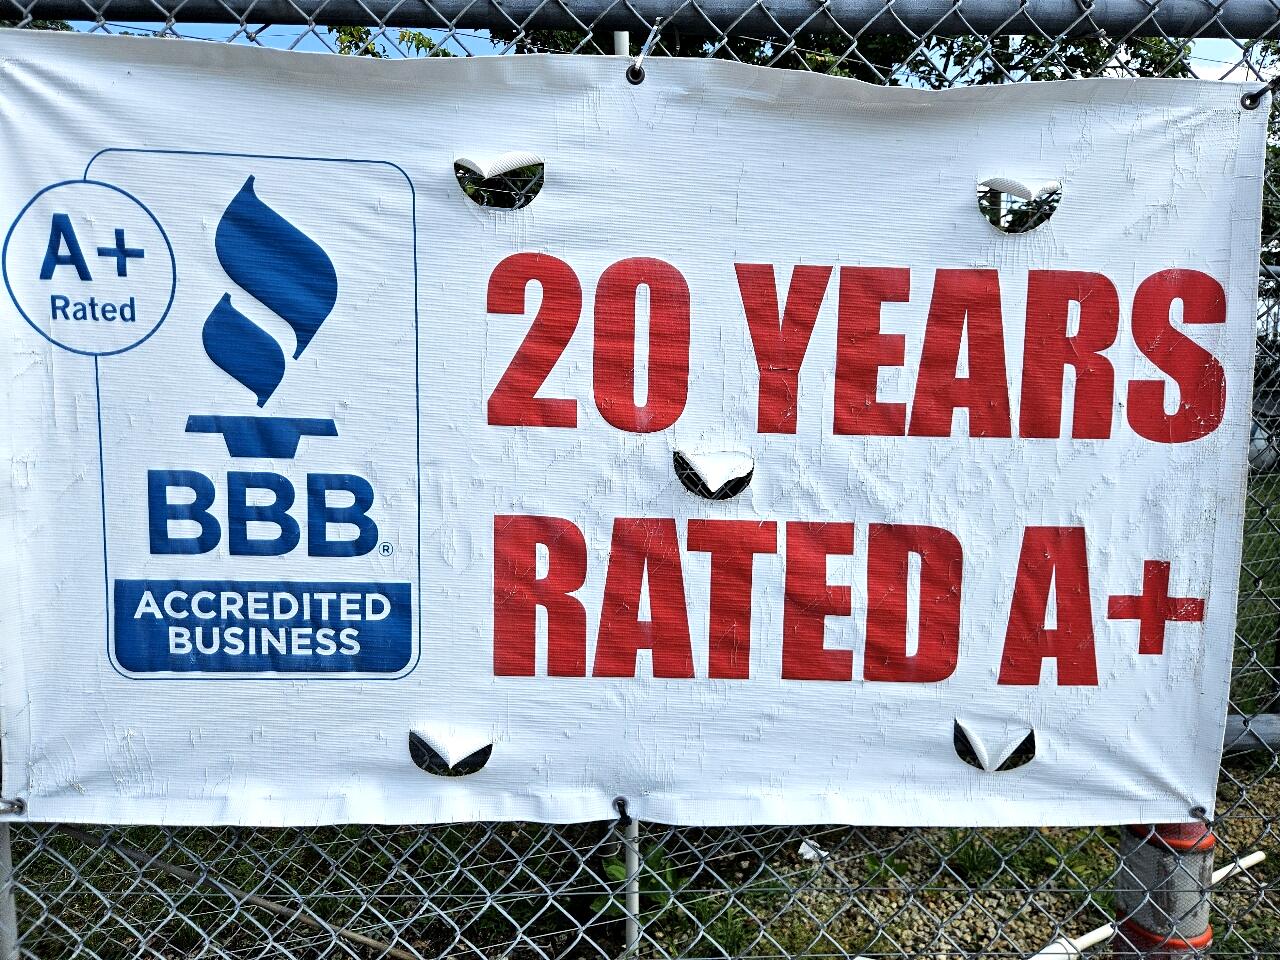 A+
Rated
BBB®
ACCREDITED
BUSINESS
20 YEARS
RATED A+